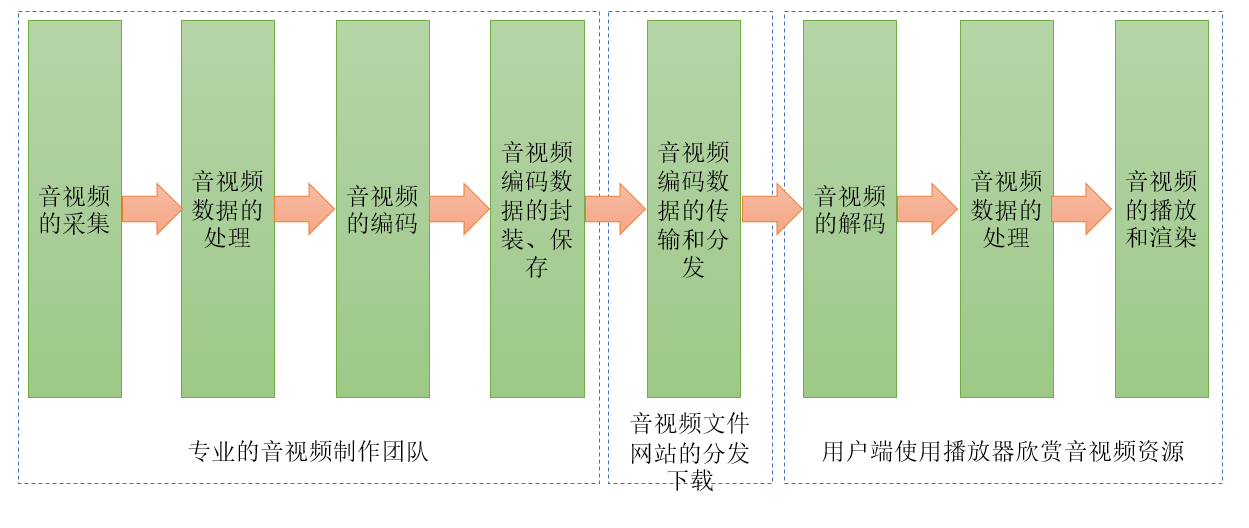 音视频
的采集
音视频
数据的
处理
音视频
的编码
音视频
编码数
据的封
装、保
存
音视频
编码数
据的传
输和分
发
音视频
的解码
音视频
数据的
处理
音视频
的播放
和渲染
专业的音视频制作团队
音视频文件
网站的分发
下载
用户端使用播放器欣赏音视频资源